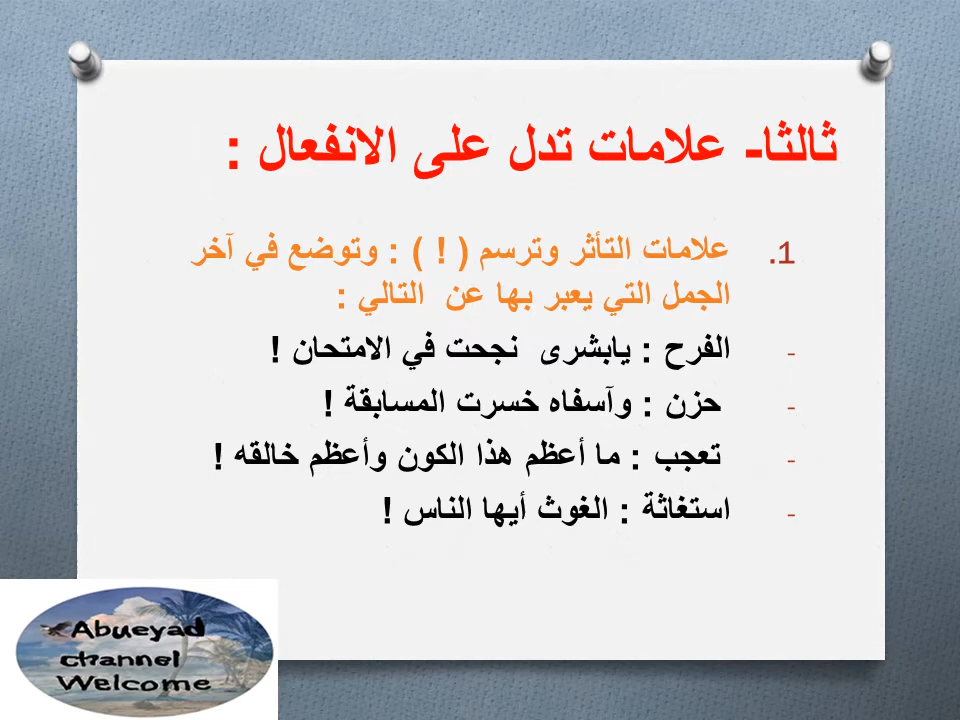 ثالثا- علامات تدل على الانفعال :
1. علامات التأثر وترسم ( ! ) : وتوضع في آخر
الجمل التي يعبر بها عن التالي :
- الفرح : يابشرى نجحت في الامتحان !
- حزن : وآسفاه خسرت المسابقة !
- تعجب : ما أعظم هذا الكون وأعظم خالقه !
- استغاثة : الغوث أيها الناس !
Abueyad
channel
Welcome